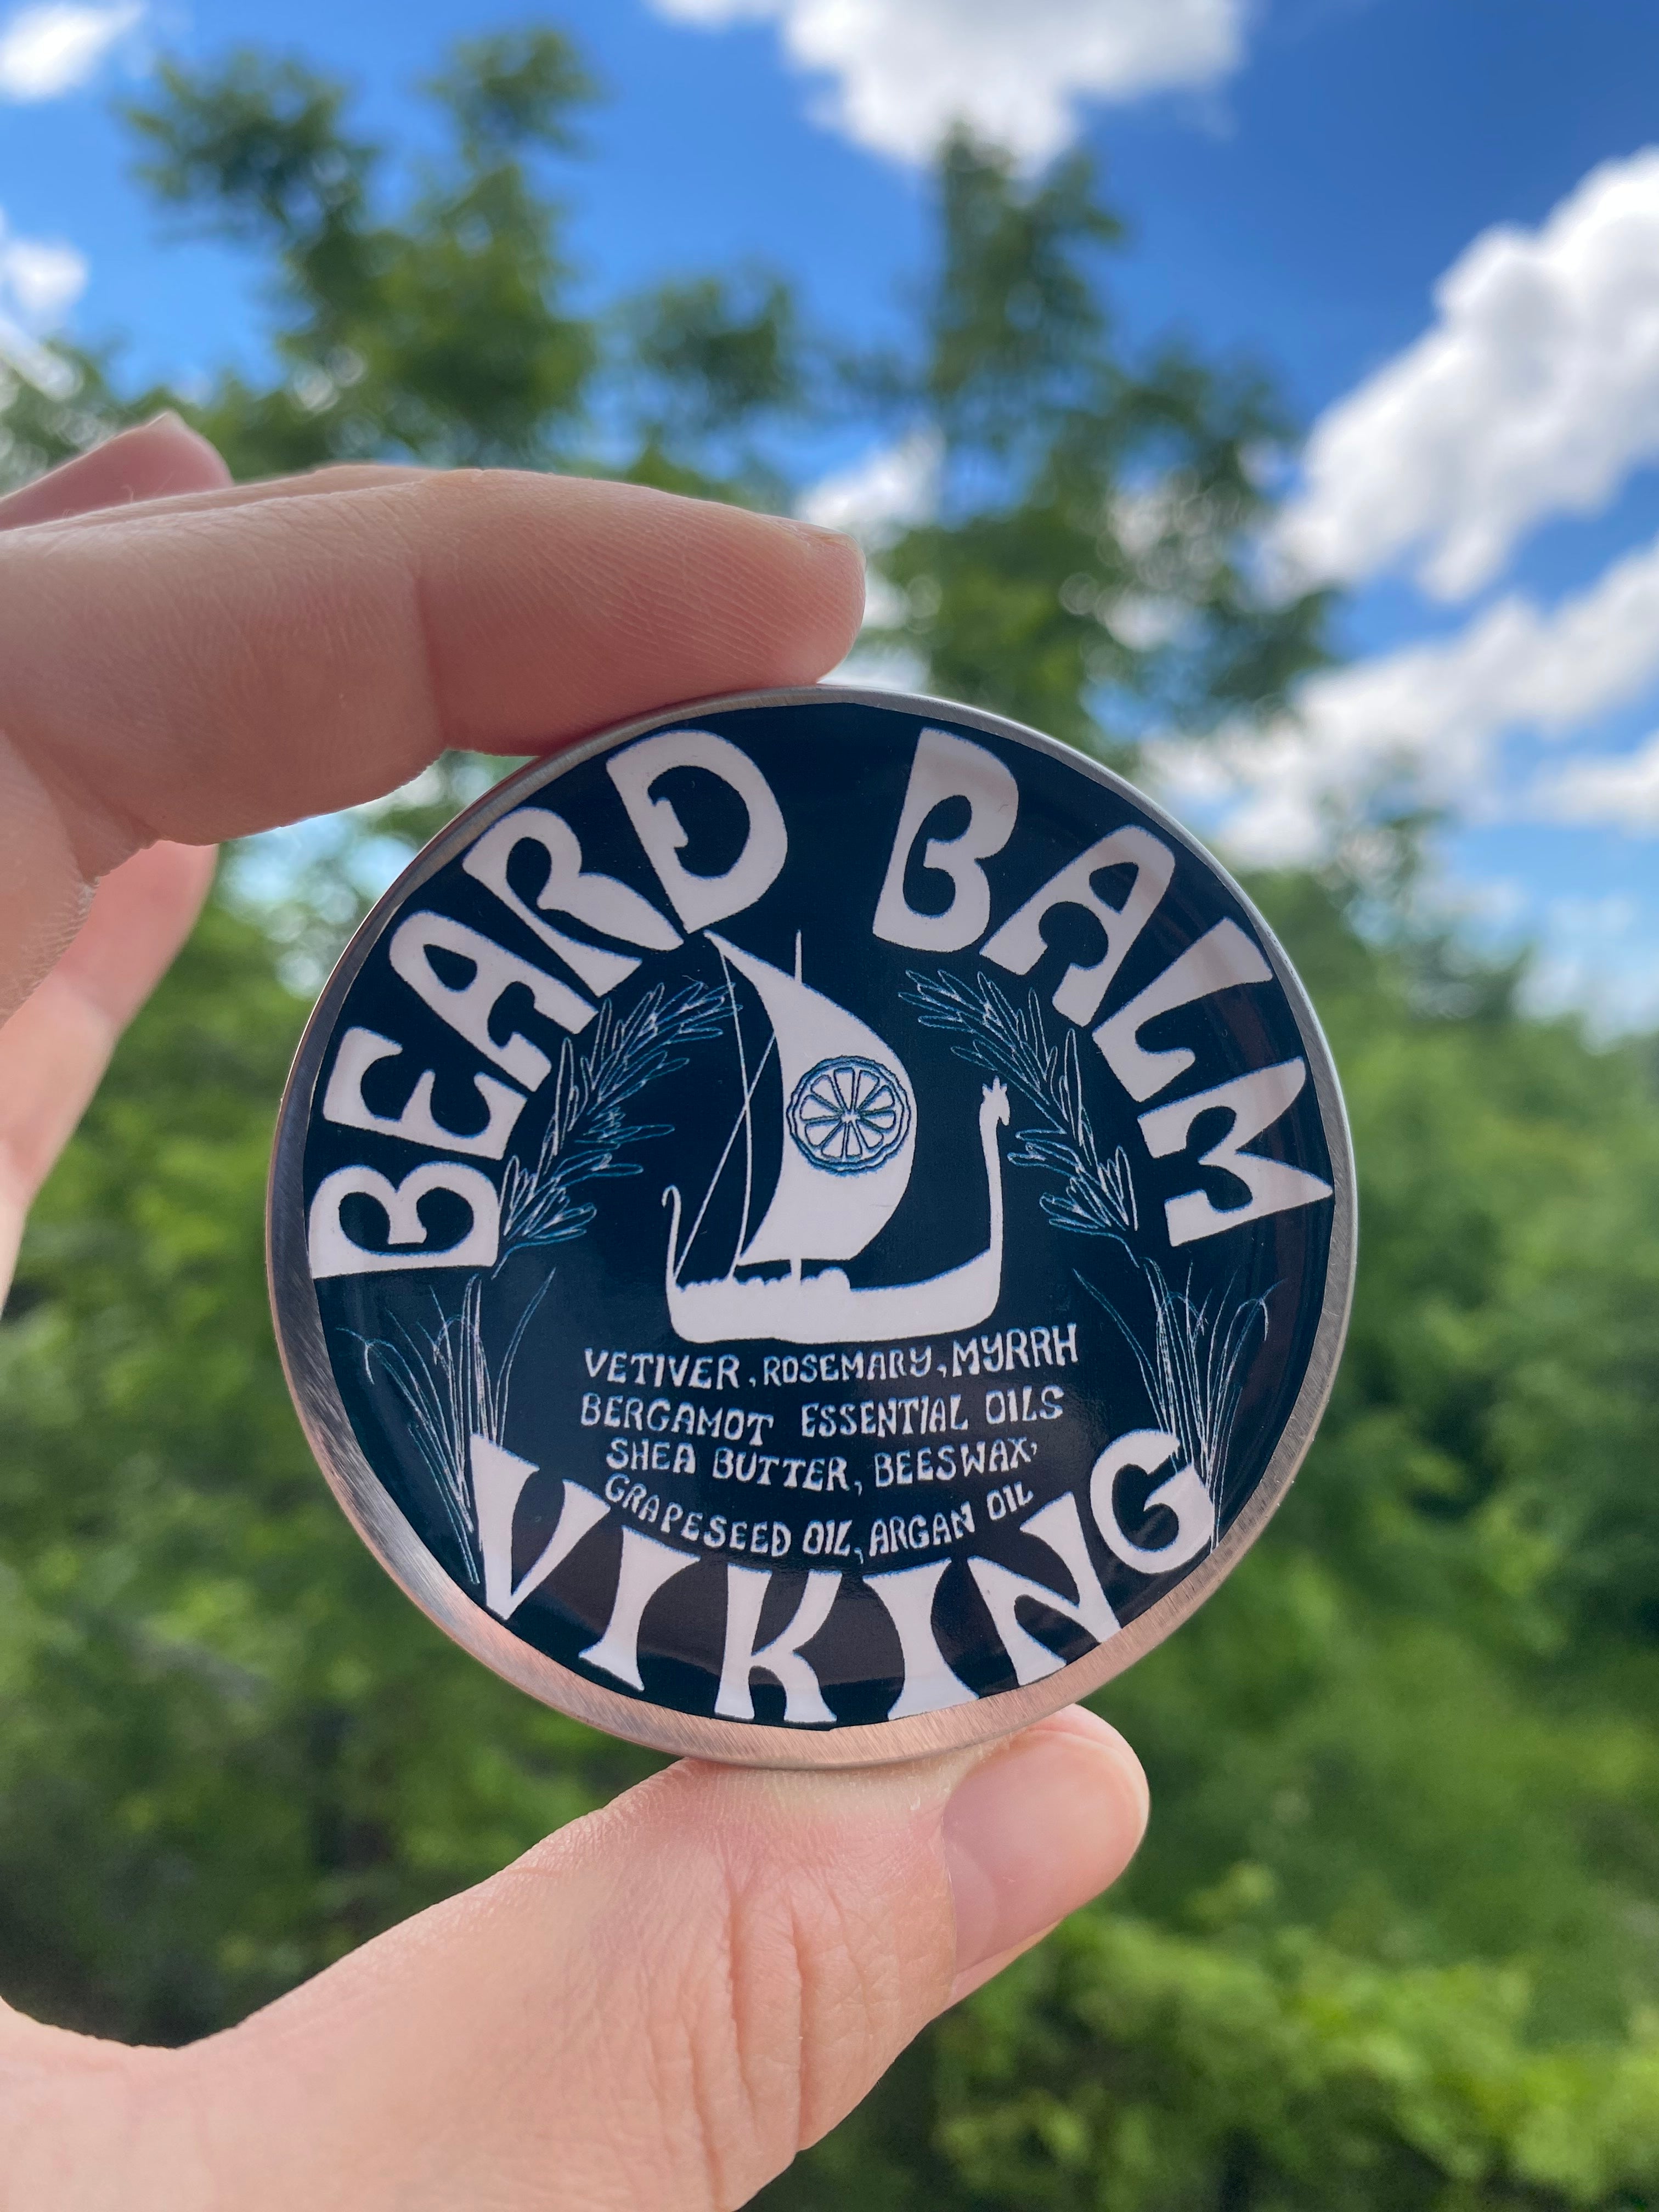 BEARD BALM
VETIVER, ROSEMARY, MYRRH
BERGAMOT ESSENTIAL OILS
SHEA BUTTER, BEESWAX,
GRAPESEED OIL, ARGAN OIL
VIKING